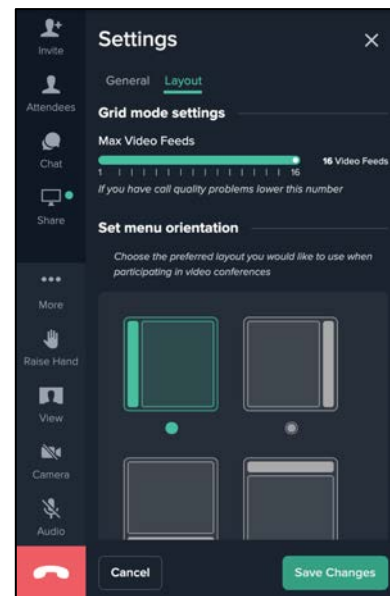 Invite
Attendees
Chat
Share
More
Raise Hand
View
Camera
Audio
Settings
General Layout
Grid mode settings
Max Video Feeds
16 Video Feeds
1 16
If you have call quality problems lower this number
Set menu orientation
Choose the preferred layout you would like to use when
participating in video conferences
Cancel Save Changes